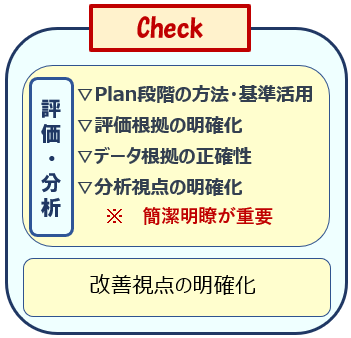 Check
評価・分析
▽Plan段階の方法・基準活用
▽評価根拠の明確化
▽データ根拠の正確性
▽分析視点の明確化
※　簡潔明瞭が重要
改善視点の明確化